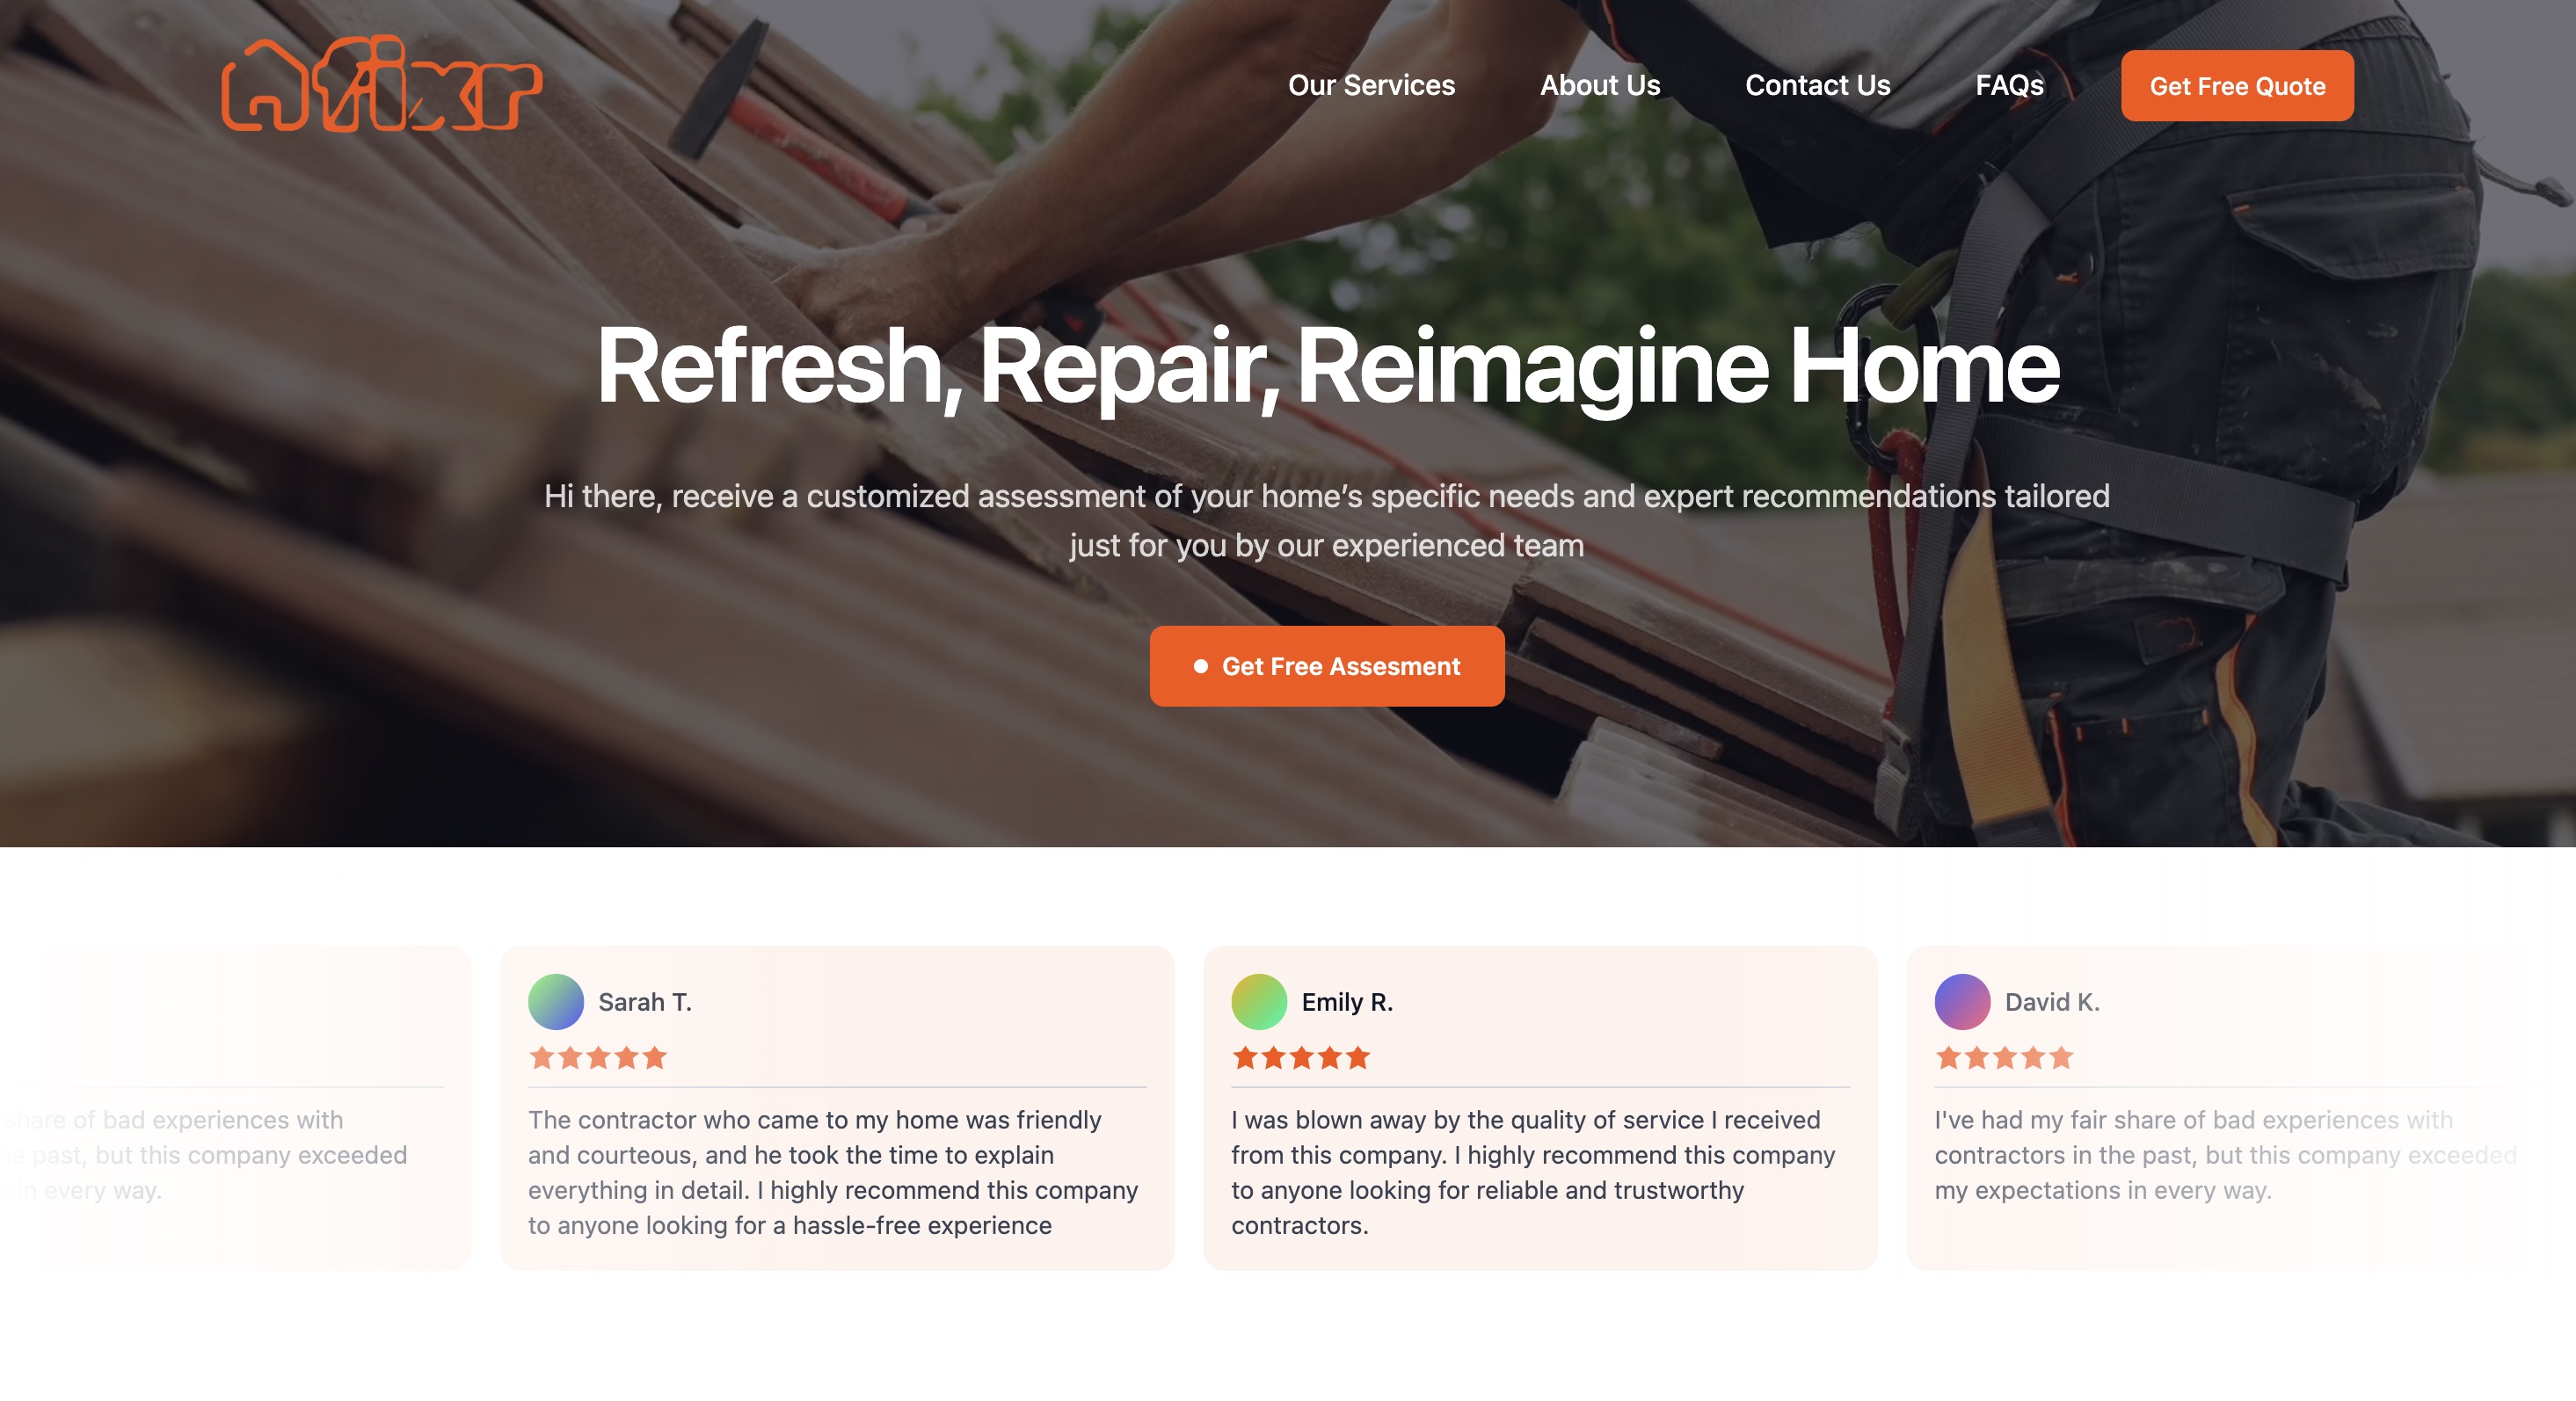 fixr
Our Services
About Us
Contact Us
FAQs
Get Free Quote
Refresh, Repair, Reimagine Home
Hi there, receive a customized assessment of your home’s specific needs and expert recommendations tailored
just for you by our experienced team
Get Free Assesment
share of bad experiences with
past, but this company exceeded
in every way.
Sarah T.
The contractor who came to my home was friendly
and courteous, and he took the time to explain
everything in detail. I highly recommend this company
to anyone looking for a hassle-free experience
Emily R.
I was blown away by the quality of service I received
from this company. I highly recommend this company
to anyone looking for reliable and trustworthy
contractors.
David K.
I've had my fair share of bad experiences with
contractors in the past, but this company exceeded
my expectations in every way.